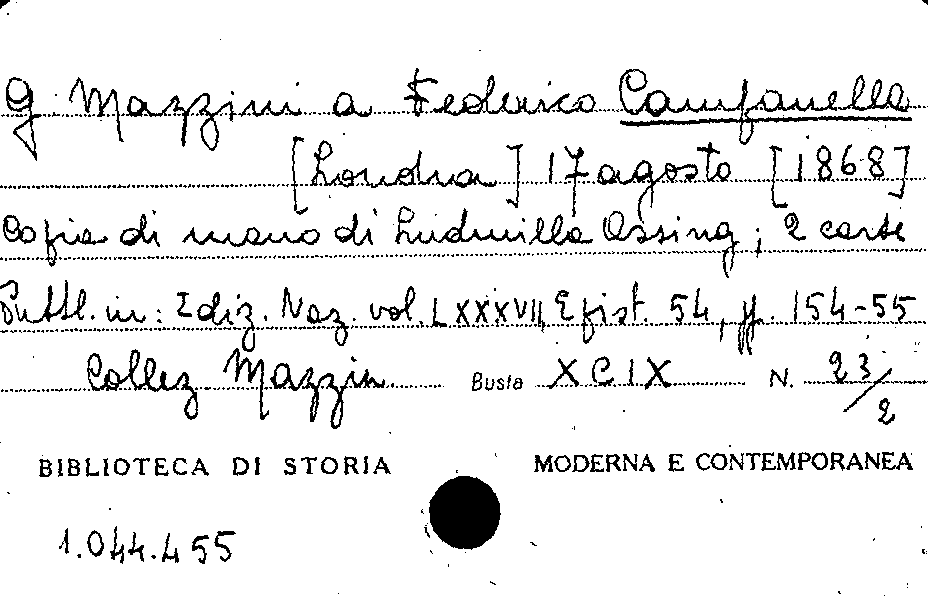 G. Mazzini a Federico Campanella
[Londra] 17 agosto [1868]
Copia di mano di Ludmilla Assing; 2 carte
Pubbl. in: Ediz. Naz. vol. LXXXVII, Epist. 54, pp. 154-55
Collez. Mazzin. Busta XCIX N. 23/2
BIBLIOTECA DI STORIA MODERNA E CONTEMPORANEA
1.044.455